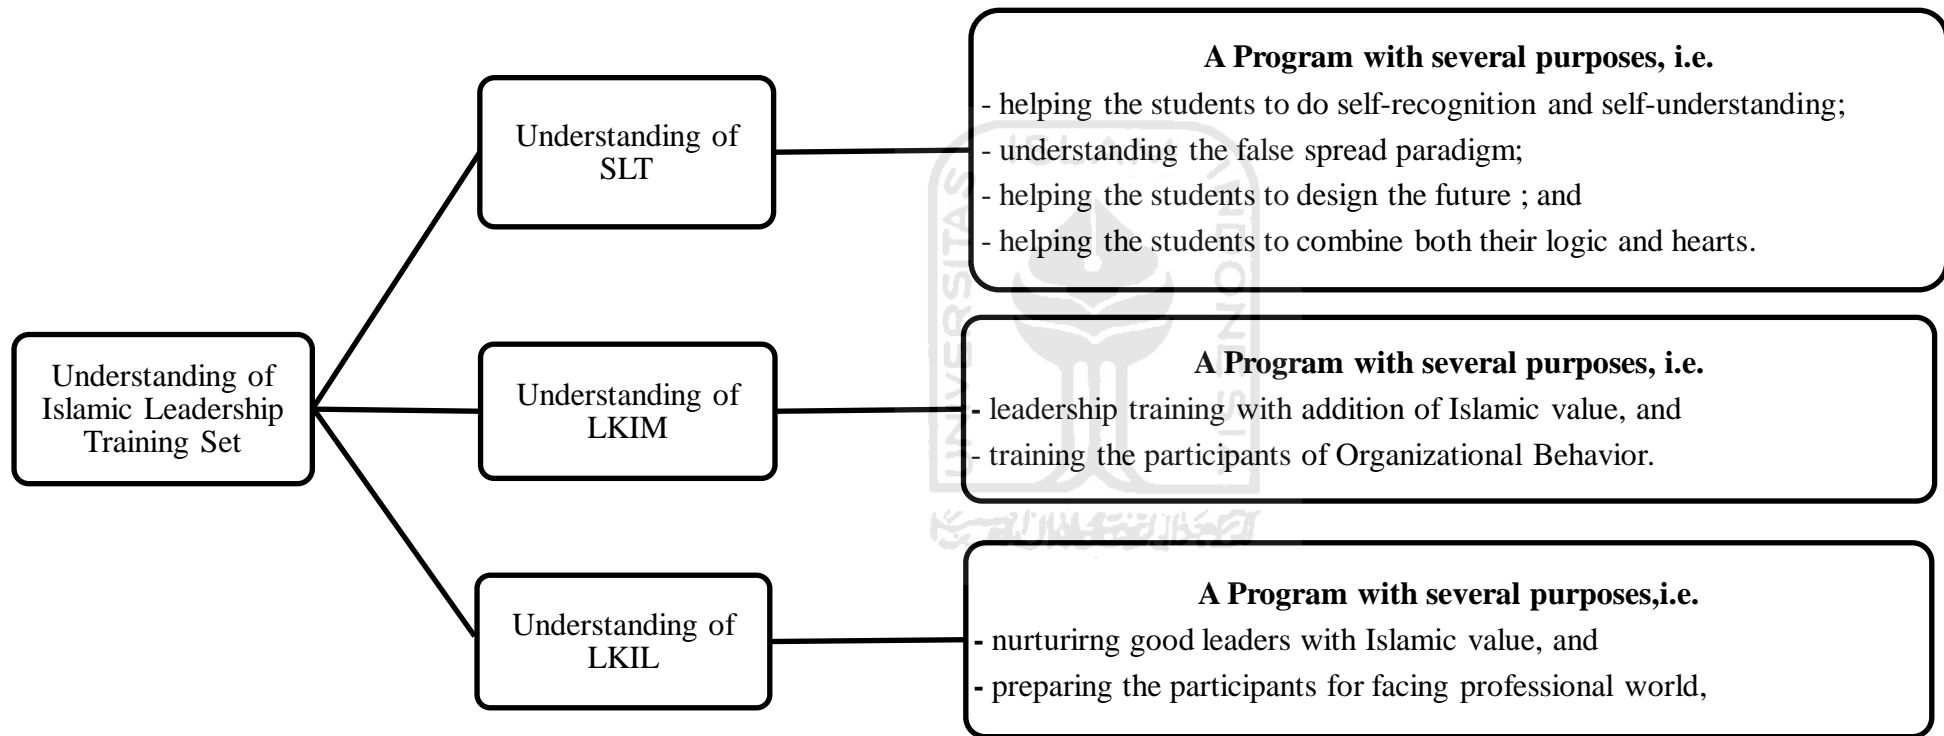 Understanding of
Islamic Leadership
Training Set
Understanding of
SLT
A Program with several purposes, i.e.
- helping the students to do self-recognition and self-understanding;
- understanding the false spread paradigm;
- helping the students to design the future ; and
- helping the students to combine both their logic and hearts.
Understanding of
LKIM
A Program with several purposes, i.e.
- leadership training with addition of Islamic value, and
- training the participants of Organizational Behavior.
Understanding of
LKIL
A Program with several purposes,i.e.
- nurturirng good leaders with Islamic value, and
- preparing the participants for facing professional world,
UNIVERSITAS
ISLAM
INDONESIA